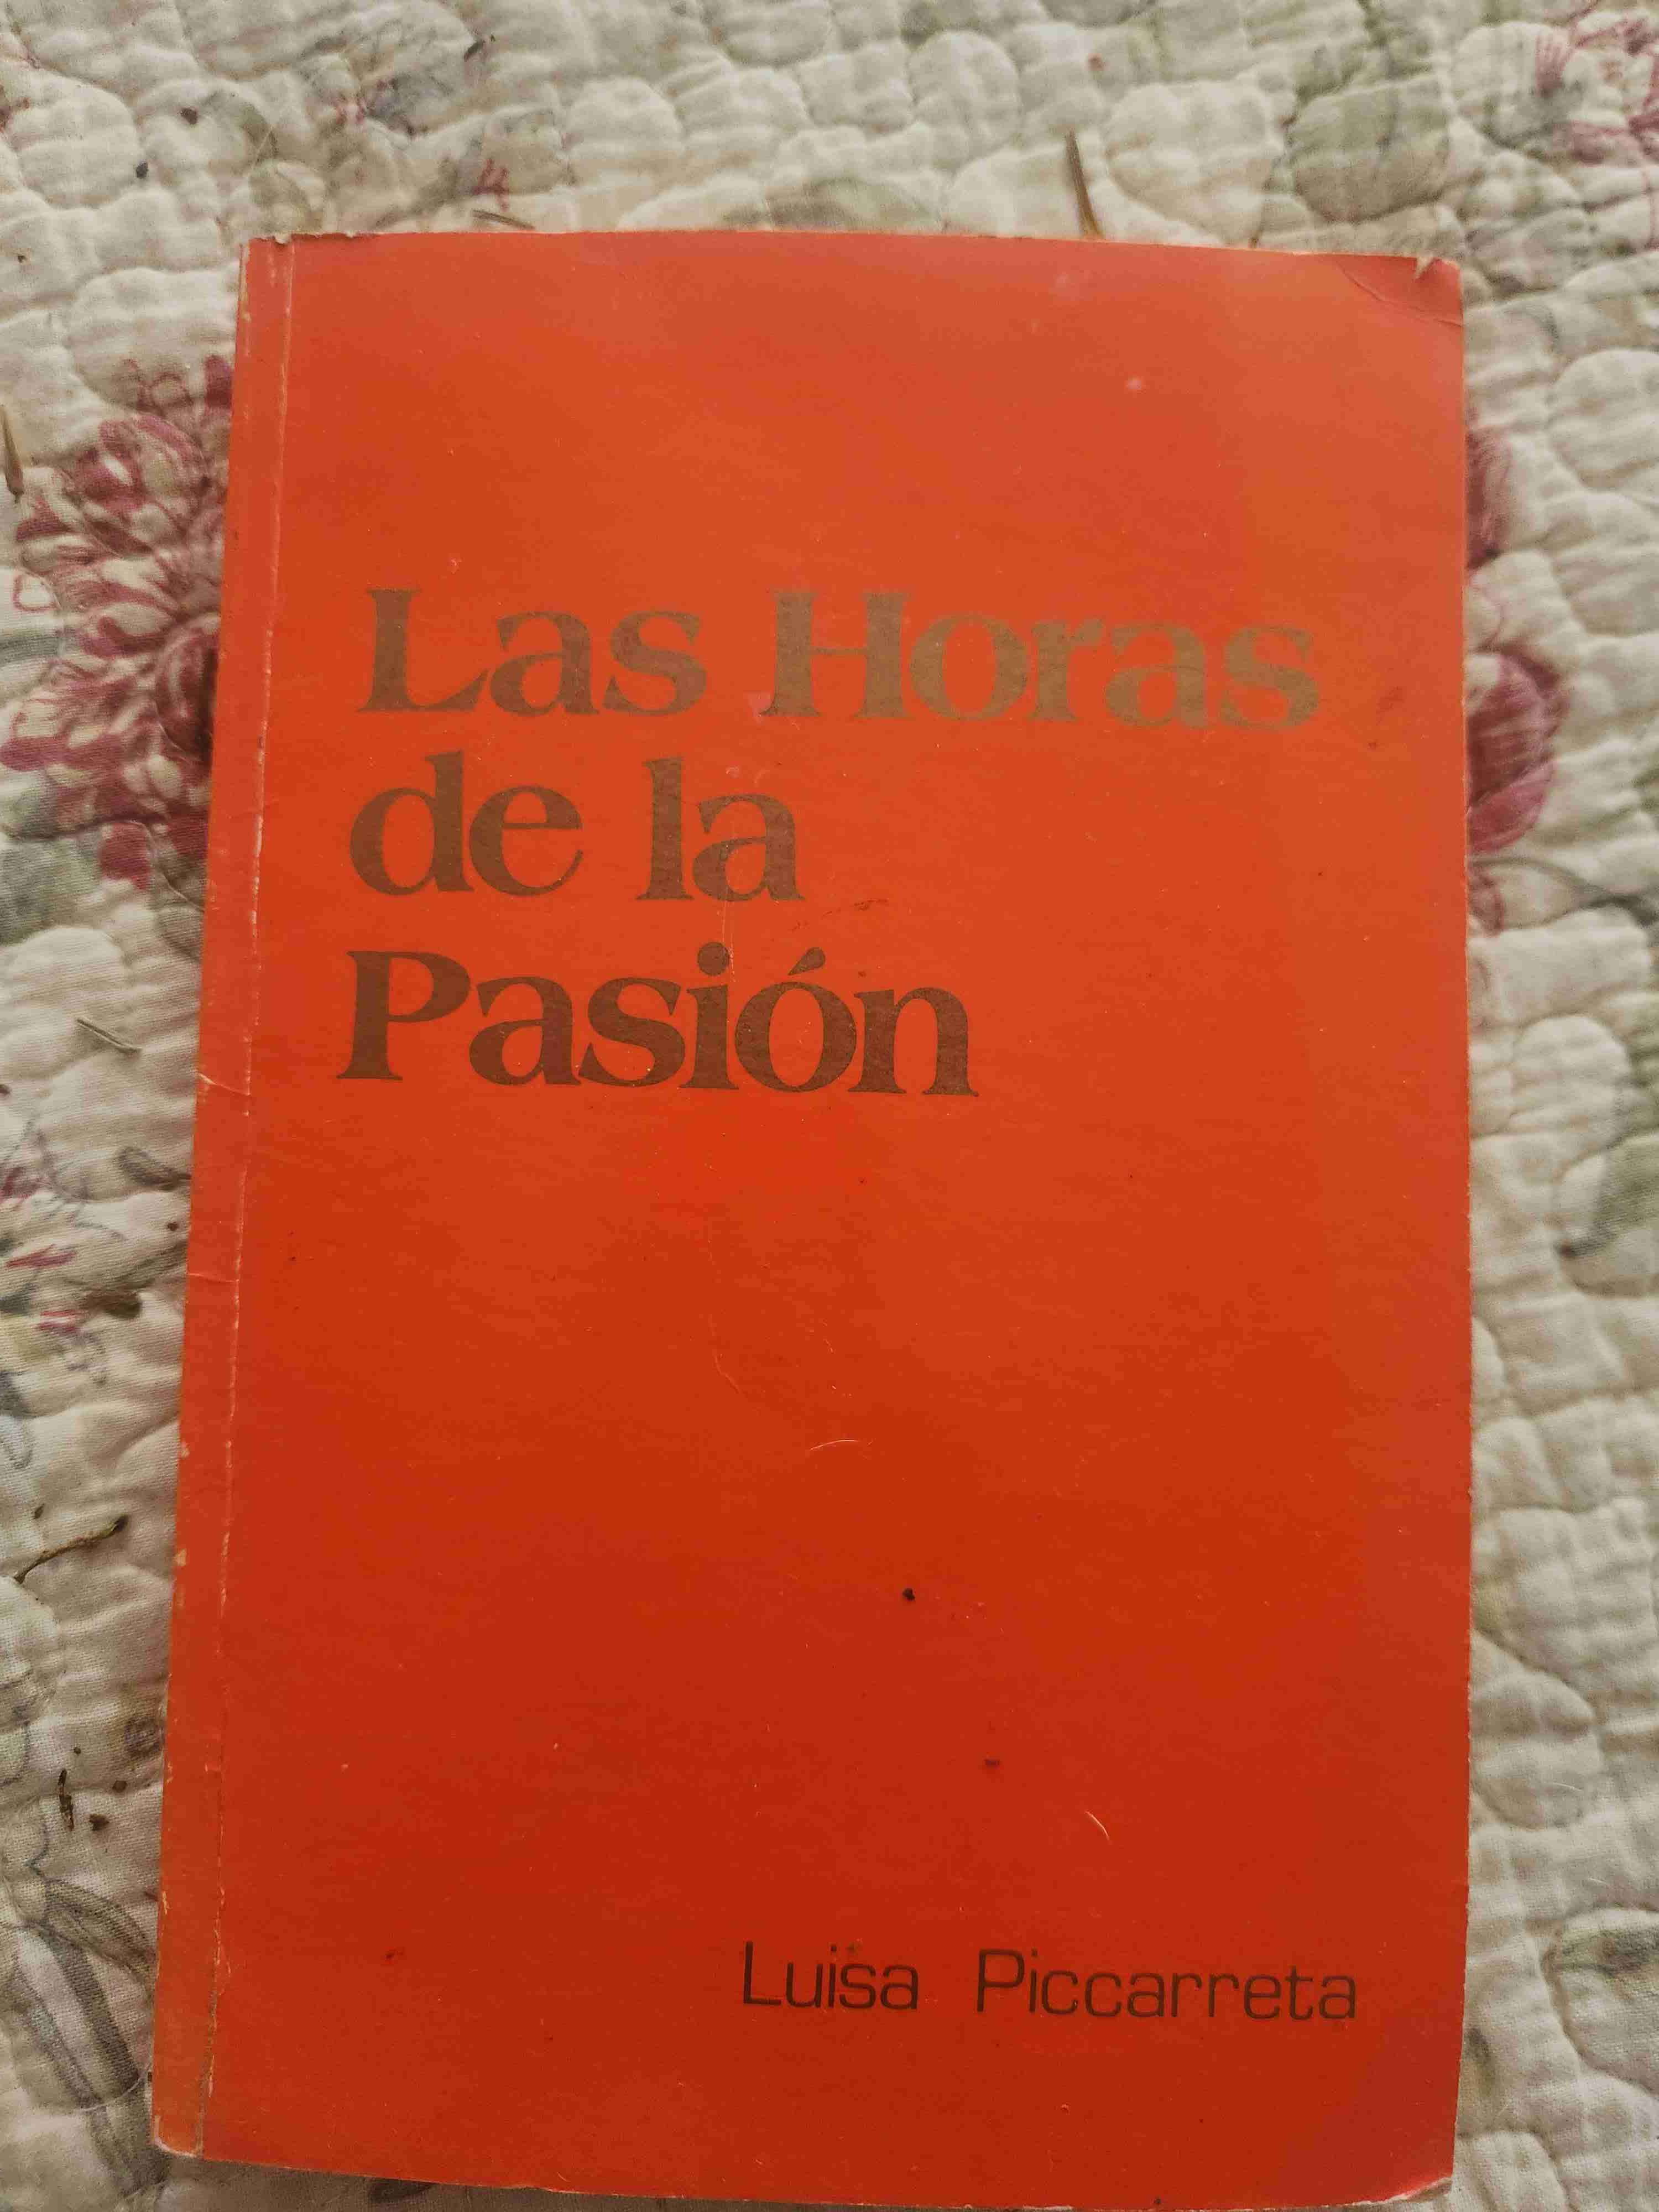 Las Horas
de la
Pasión
Luisa Piccarreta